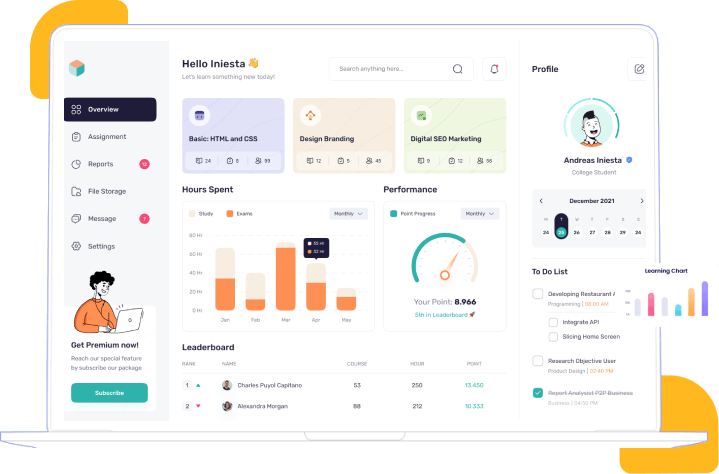 Hello Iniesta
Let's learn something new today!
Search anything here...
Profile
Overview
Assignment
Reports
12
File Storage
Message
7
Settings
Get Premium now!
Reach our special feature
by subscribe our package
Subscribe
Basic: HTML and CSS
24 8 99
Design Branding
12 5 45
Digital SEO Marketing
9 12 56
Hours Spent
Study Exams Monthly
80 Hr
60 Hr
40 Hr
20 Hr
0 Hr
Jan Feb Mar Apr May
Performance
Point Progress Monthly
Your Point: 8.966
5th in Leaderboard
Leaderboard
RANK NAME COURSE HOUR POINT
1 Charles Puyol Capitano 53 250 13.450
2 Alexandra Morgan 88 212 10.333
Andreas Iniesta
College Student
December 2021
24 25 26 27 28 29 24
To Do List
Developing Restaurant
Programming | 08:00 AM
Integrate API
Slicing Home Screen
Research Objective User
Product Design | 02:40 PM
Report Analysist P2P Business
Business | 04:50 PM
Learning Chart